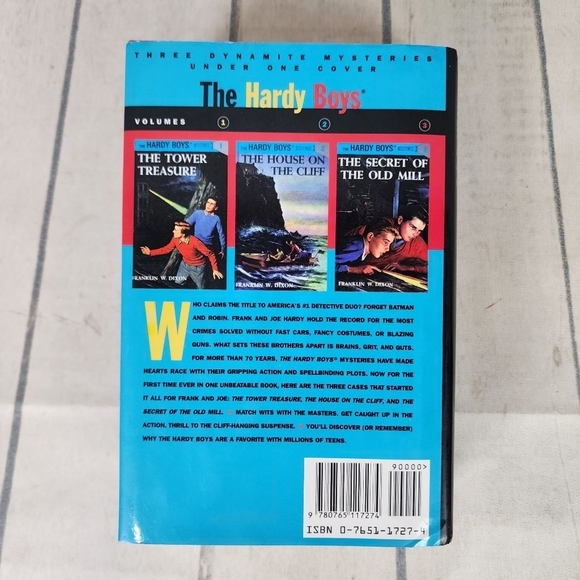 THREE DYNAMITE MYSTERIES
UNDER ONE COVER
The Hardy Boys®
VOLUMES 1 2 3
THE HARDY BOYS®
THE TOWER
TREASURE
FRANKLIN W. DIXON
THE HARDY BOYS®
THE HOUSE ON
THE CLIFF
FRANKLIN W. DIXON
THE HARDY BOYS®
THE SECRET OF
THE OLD MILL
FRANKLIN W. DIXON
WHO CLAIMS THE TITLE TO AMERICA'S #1 DETECTIVE DUO? FORGET BATMAN
AND ROBIN. FRANK AND JOE HARDY HOLD THE RECORD FOR THE MOST
CRIMES SOLVED WITHOUT FAST CARS, FANCY COSTUMES, OR BLAZING
GUNS. WHAT SETS THESE BROTHERS APART IS BRAINS, GRIT, AND GUTS.
FOR MORE THAN 70 YEARS, THE HARDY BOYS® MYSTERIES HAVE MADE
HEARTS RACE WITH THEIR GRIPPING ACTION AND SPELLBINDING PLOTS. NOW FOR THE
FIRST TIME EVER IN ONE UNBEATABLE BOOK, HERE ARE THE THREE CASES THAT STARTED
IT ALL FOR FRANK AND JOE: THE TOWER TREASURE, THE HOUSE ON THE CLIFF, AND THE
SECRET OF THE OLD MILL. MATCH WITS WITH THE MASTERS. GET CAUGHT UP IN THE
ACTION. THRILL TO THE CLIFF-HANGING SUSPENSE. YOU'LL DISCOVER (OR REMEMBER)
WHY THE HARDY BOYS ARE A FAVORITE WITH MILLIONS OF TEENS.
90000>
9 780765 117274
ISBN 0-7651-1727-4